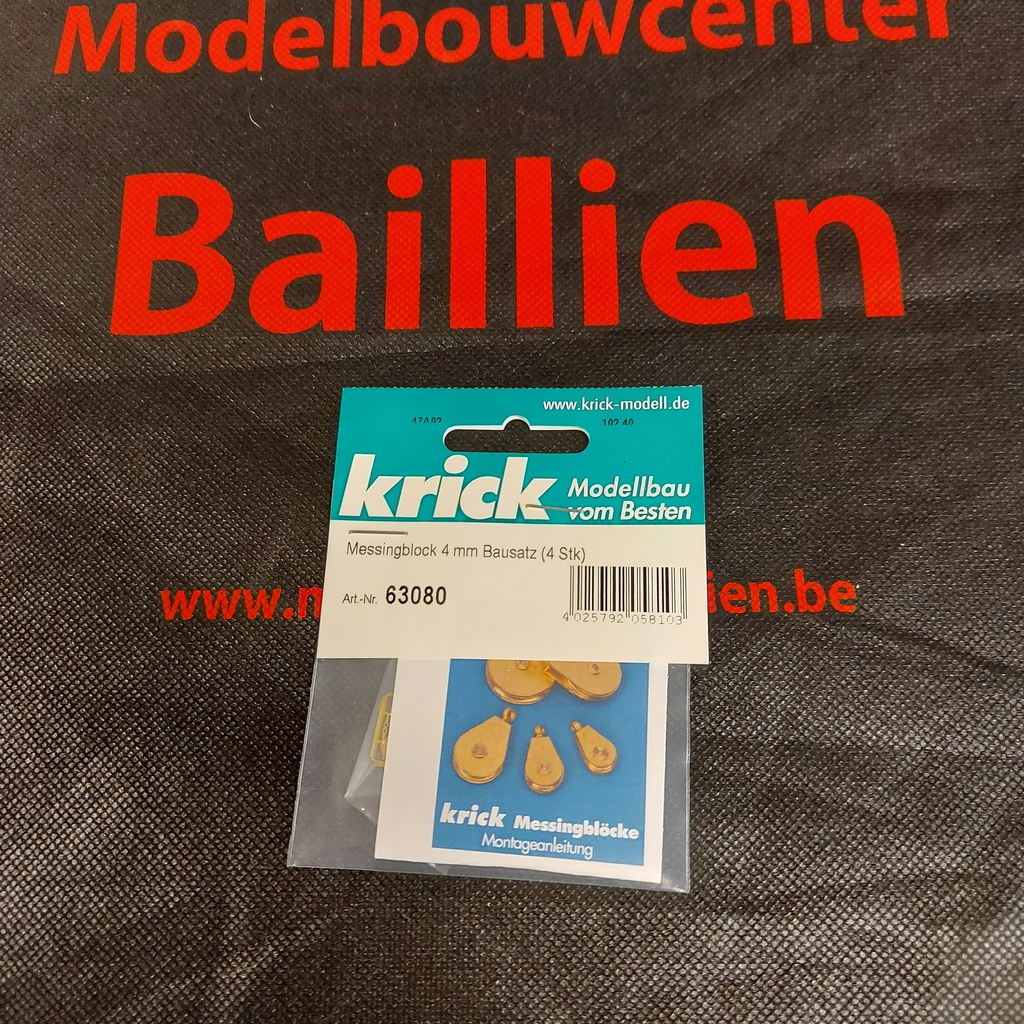 Modelbouwcenter
Baillien
www.krick-modell.de
krick Modellbau
vom Besten
Messingblock 4 mm Bausatz (4 Stk)
Art.-Nr. 63080
4 025792 058103
www.m ien.be
krick Messingblöcke
Montageanleitung